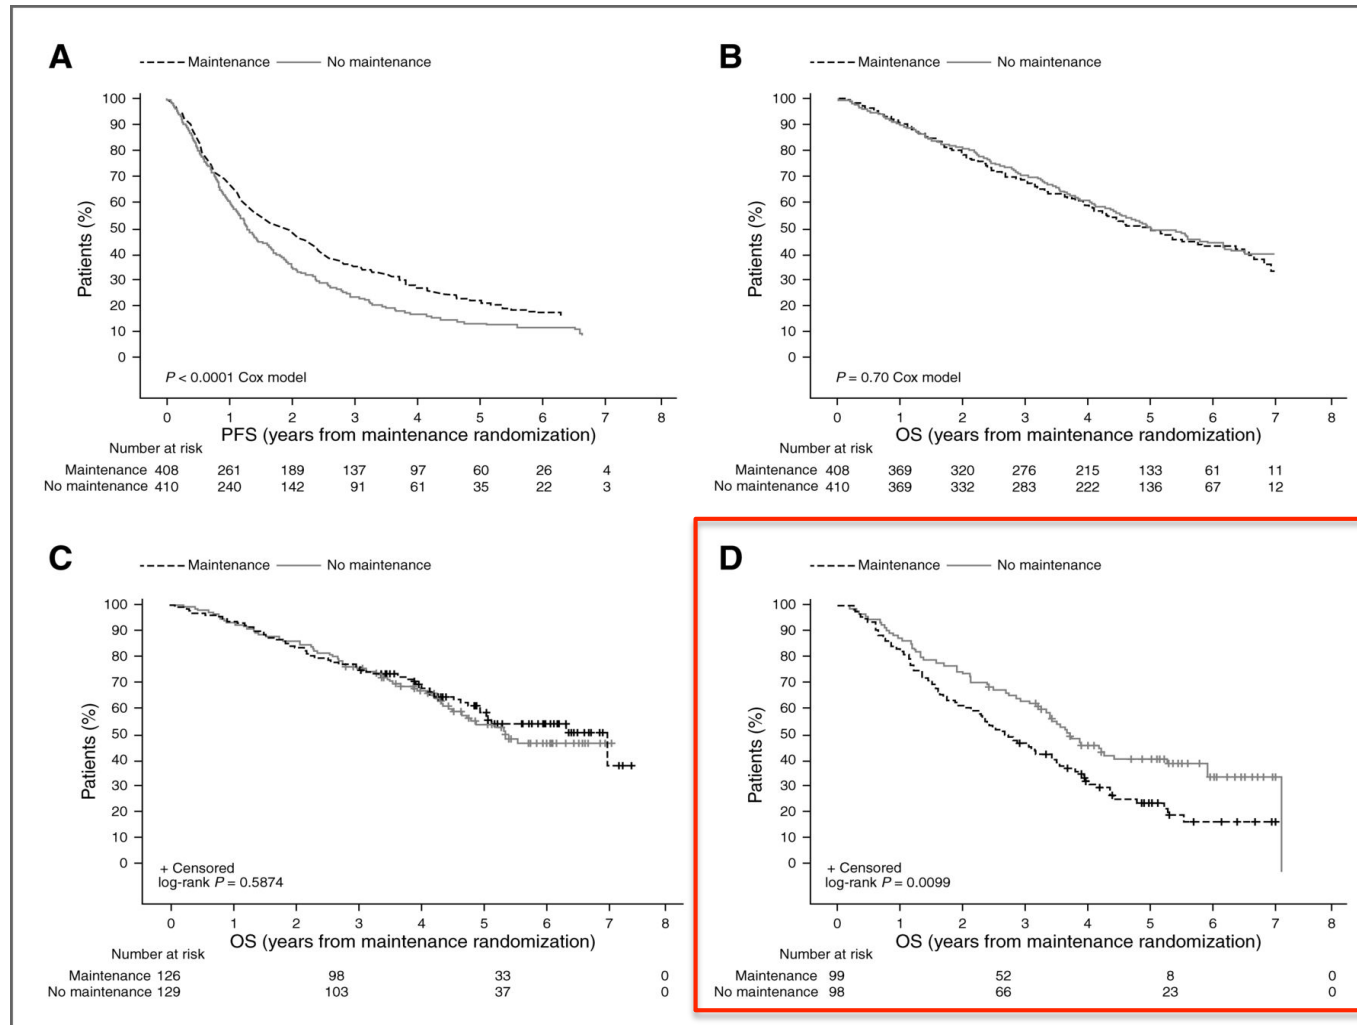 A
Maintenance No maintenance
100
90
80
70
60
50
40
30
20
10
0
Patients (%)
P < 0.0001 Cox model
0 1 2 3 4 5 6 7 8
PFS (years from maintenance randomization)
Number at risk
Maintenance 408 261 189 137 97 60 26 4
No maintenance 410 240 142 91 61 35 22 3
B
Maintenance No maintenance
100
90
80
70
60
50
40
30
20
10
0
Patients (%)
P = 0.70 Cox model
0 1 2 3 4 5 6 7 8
OS (years from maintenance randomization)
Number at risk
Maintenance 408 369 320 276 215 133 61 11
No maintenance 410 369 332 283 222 136 67 12
C
Maintenance No maintenance
100
90
80
70
60
50
40
30
20
10
0
Patients (%)
+ Censored
log-rank P = 0.5874
0 1 2 3 4 5 6 7 8
OS (years from maintenance randomization)
Number at risk
Maintenance 126 98 33 0
No maintenance 129 103 37 0
D
Maintenance No maintenance
100
90
80
70
60
50
40
30
20
10
0
Patients (%)
+ Censored
log-rank P = 0.0099
0 1 2 3 4 5 6 7 8
OS (years from maintenance randomization)
Number at risk
Maintenance 99 52 8 0
No maintenance 98 66 23 0